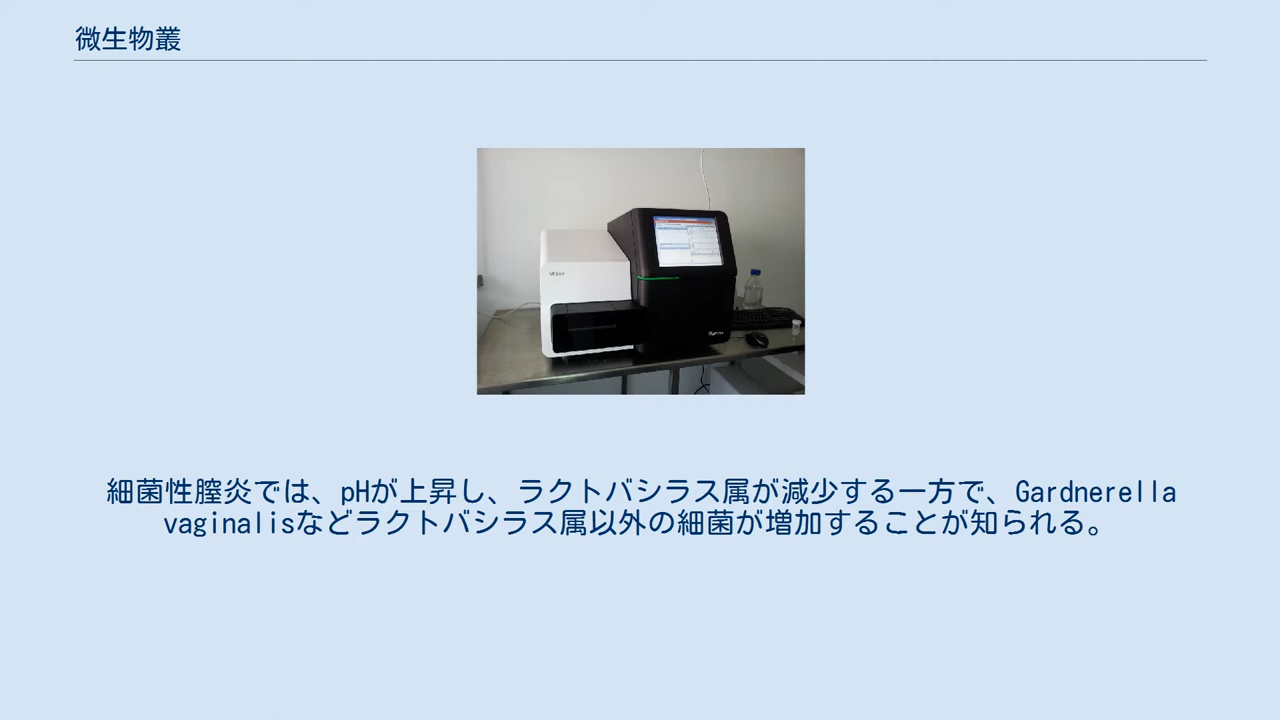 微生物叢
細菌性膣炎では、pHが上昇し、ラクトバシラス属が減少する一方で、Gardnerella
vaginalisなどラクトバシラス属以外の細菌が増加することが知られる。